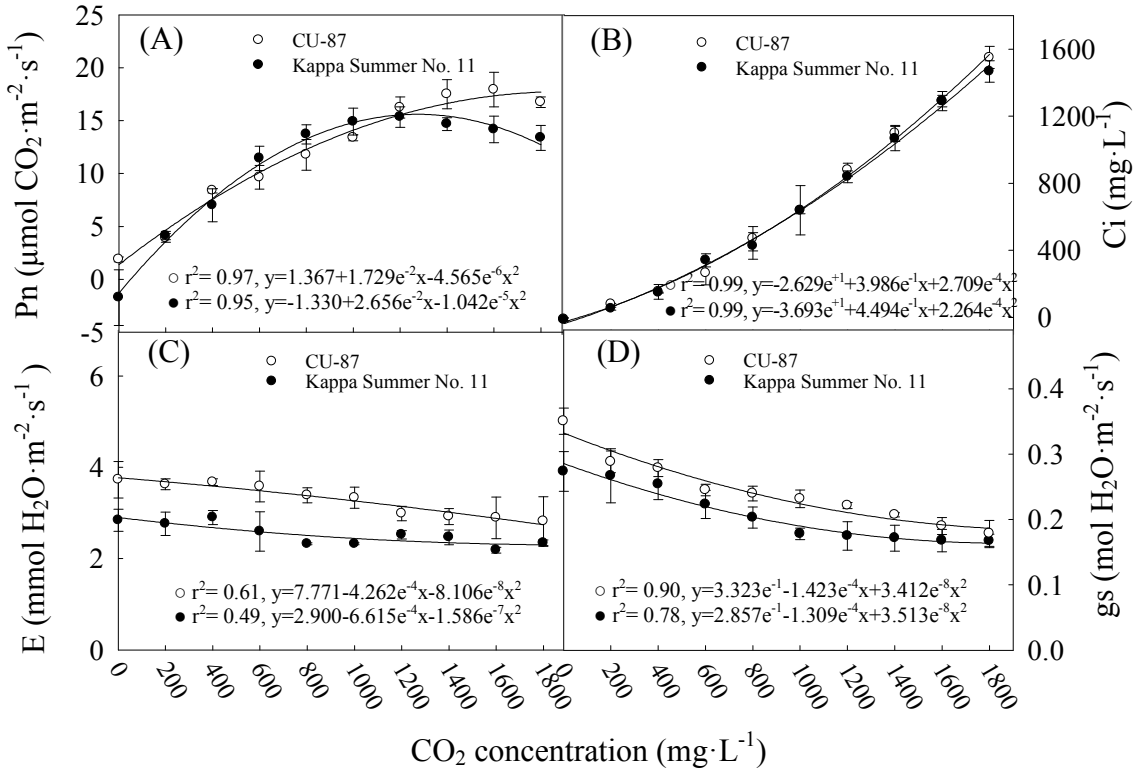 25
20
15
10
5
0
-5
Pn (µmol CO₂·m⁻²·s⁻¹)
(A)
CU-87
Kappa Summer No. 11
r²= 0.97, y=1.367+1.729e⁻²x-4.565e⁻⁶x²
r²= 0.95, y=-1.330+2.656e⁻²x-1.042e⁻⁵x²
(B)
CU-87
Kappa Summer No. 11
r²= 0.99, y=-2.629e⁺¹+3.986e⁻¹x+2.709e⁻⁴x²
r²= 0.99, y=-3.693e⁺¹+4.494e⁻¹x+2.264e⁻⁴x²
1600
1200
800
400
0
Ci (mg·L⁻¹)
6
4
2
0
E (mmol H₂O·m⁻²·s⁻¹)
(C)
CU-87
Kappa Summer No. 11
r²= 0.61, y=7.771-4.262e⁻⁴x-8.106e⁻⁸x²
r²= 0.49, y=2.900-6.615e⁻⁴x-1.586e⁻⁷x²
0
200
400
600
800
1000
1200
1400
1600
1800
(D)
CU-87
Kappa Summer No. 11
r²= 0.90, y=3.323e⁻¹-1.423e⁻⁴x+3.412e⁻⁸x²
r²= 0.78, y=2.857e⁻¹-1.309e⁻⁴x+3.513e⁻⁸x²
0.4
0.3
0.2
0.1
0.0
gs (mol H₂O·m⁻²·s⁻¹)
0
200
400
600
800
1000
1200
1400
1600
1800
CO₂ concentration (mg·L⁻¹)